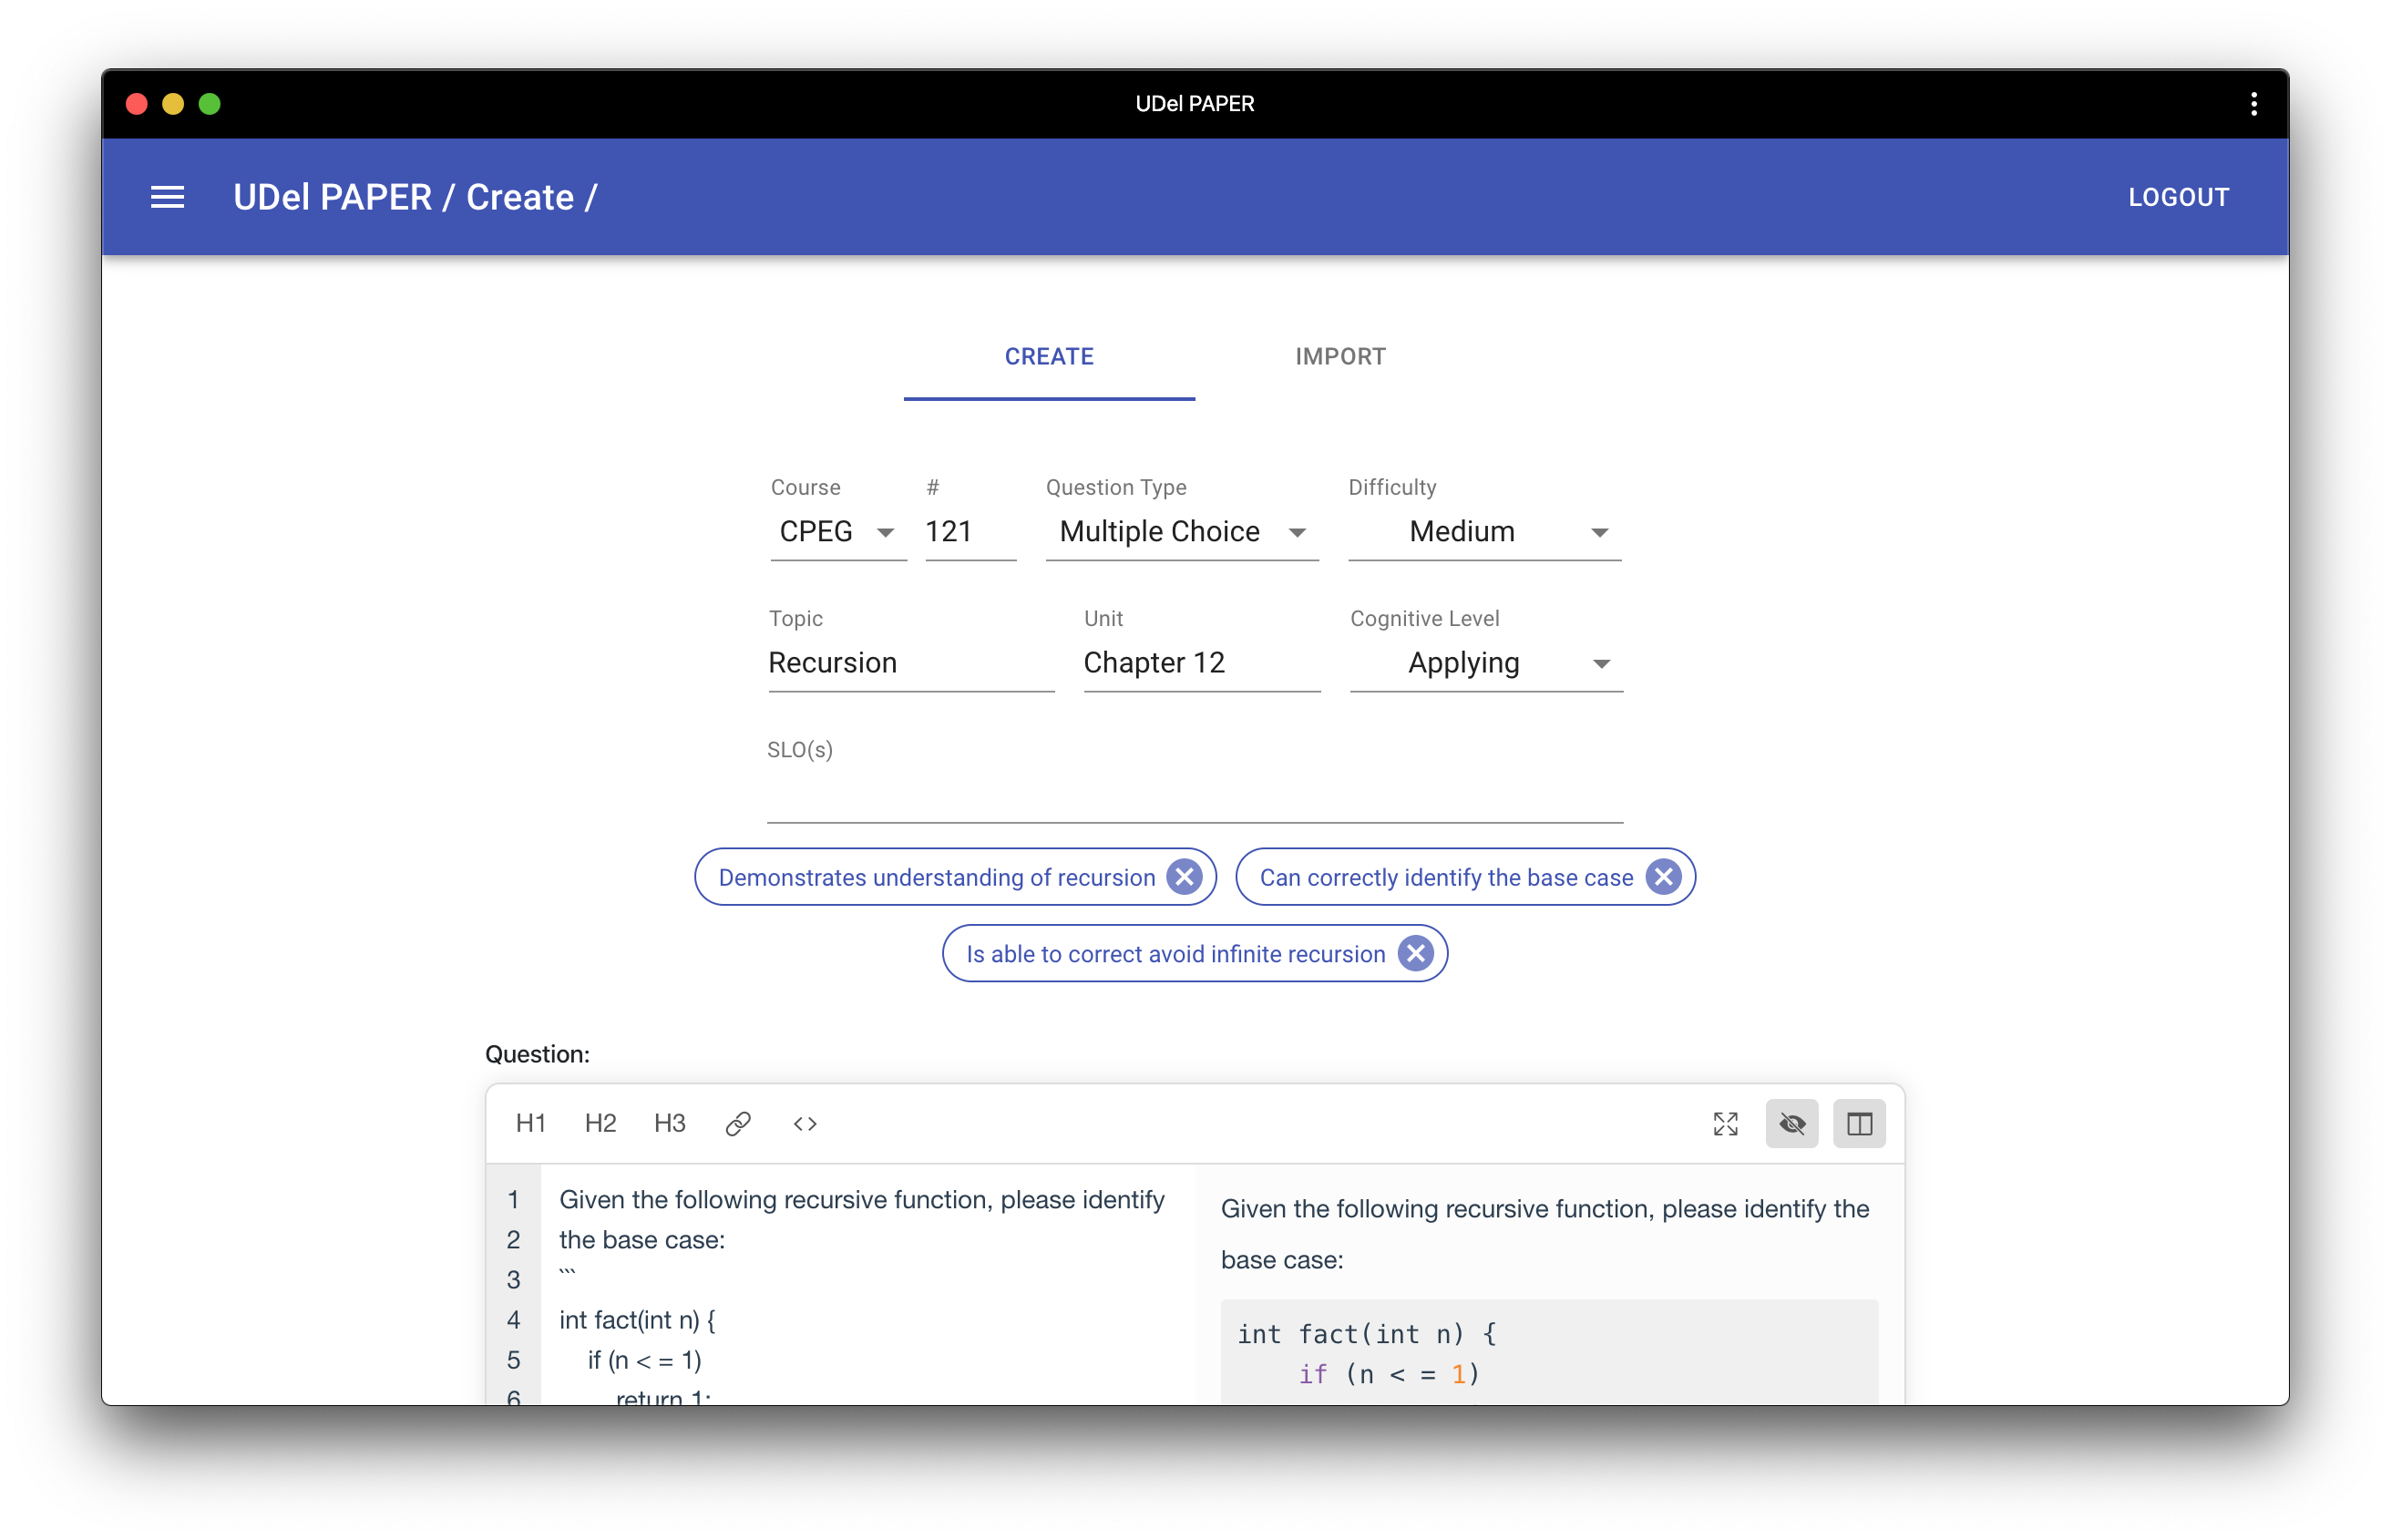 UDel PAPER
UDel PAPER / Create /
LOGOUT
CREATE IMPORT
Course # Question Type Difficulty
CPEG 121 Multiple Choice Medium
Topic Unit Cognitive Level
Recursion Chapter 12 Applying
SLO(s)
Demonstrates understanding of recursion Can correctly identify the base case
Is able to correct avoid infinite recursion
Question:
H1 H2 H3 <>
1 Given the following recursive function, please identify
2 the base case:
3 ```
4 int fact(int n) {
5 if (n < = 1)
6 return 1;
Given the following recursive function, please identify the
base case:
int fact(int n) {
if (n < = 1)